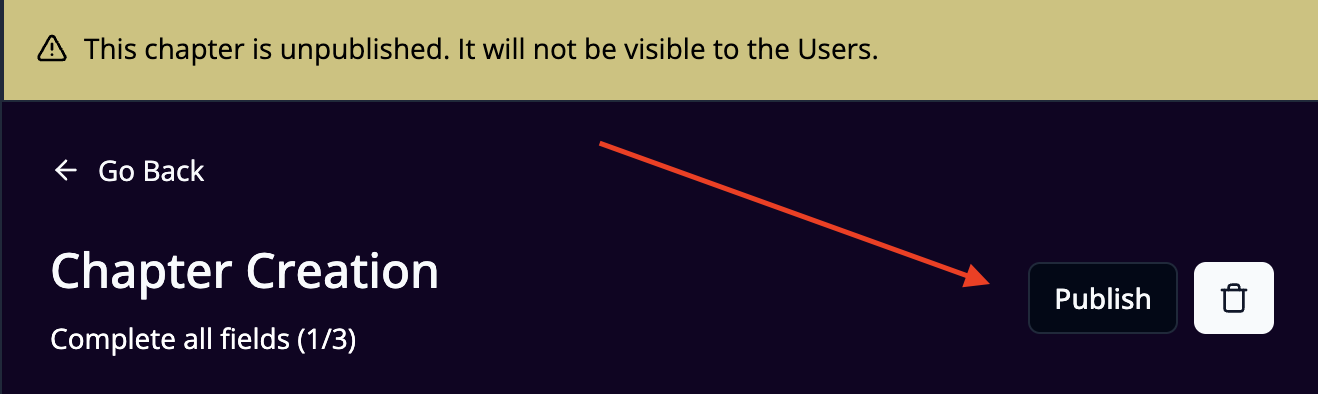 This chapter is unpublished. It will not be visible to the Users.
Go Back
Chapter Creation
Complete all fields (1/3)
Publish